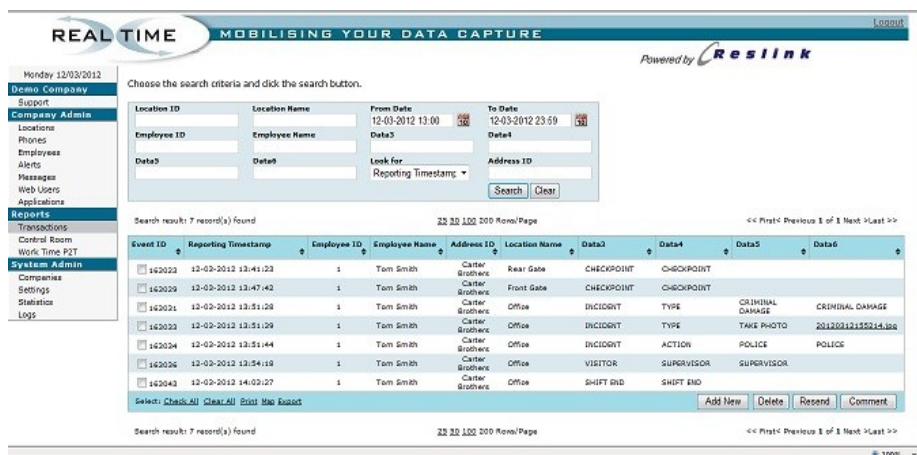 Logout
REAL TIME MOBILISING YOUR DATA CAPTURE
Powered by Reslink
Monday 12/03/2012
Demo Company
Support
Company Admin
Locations
Phones
Employees
Alerts
Messages
Web Users
Applications
Reports
Transactions
Control Room
Work Time P2T
System Admin
Companies
Settings
Statistics
Logs
Choose the search criteria and click the search button.
Location ID Location Name From Date To Date
12-03-2012 13:00 12-03-2012 23:59
Employee ID Employee Name Data3 Data4
Data5 Data6 Look for Address ID
Reporting Timestamp
Search Clear
Search result: 7 record(s) found 25 50 100 200 Rows/Page << First< Previous 1 of 1 Next >Last >>
Event ID Reporting Timestamp Employee ID Employee Name Address ID Location Name Data3 Data4 Data5 Data6
12-03-2012 13:41:23 1 Tom Smith Carter Brothers Rear Gate CHECKPOINT CHECKPOINT
163029 12-03-2012 13:47:42 1 Tom Smith Carter Brothers Front Gate CHECKPOINT CHECKPOINT
163031 12-03-2012 13:51:28 1 Tom Smith Carter Brothers Office INCIDENT TYPE CRIMINAL DAMAGE CRIMINAL DAMAGE
163033 12-03-2012 13:51:39 1 Tom Smith Carter Brothers Office INCIDENT TYPE TAKE PHOTO 20120312155214.jpg
163034 12-03-2012 13:51:44 1 Tom Smith Carter Brothers Office INCIDENT ACTION POLICE POLICE
163036 12-03-2012 13:54:18 1 Tom Smith Carter Brothers Office VISITOR SUPERVISOR SUPERVISOR
163043 12-03-2012 14:03:27 1 Tom Smith Carter Brothers Office SHIFT END SHIFT END
Select: Check All Clear All Print Map Export Add New Delete Resend Comment
Search result: 7 record(s) found 25 50 100 200 Rows/Page << First< Previous 1 of 1 Next >Last >>
100%